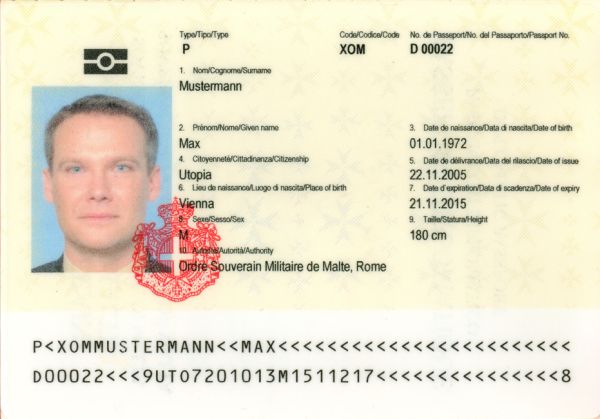 Type/Tipo/Type Code/Codice/Code No. de Passeport/No. del Passaporto/Passport No.
P XOM D 00022
1. Nom/Cognome/Surname
Mustermann
2. Prénom/Nome/Given name 3. Date de naissance/Data di nascita/Date of birth
Max 01.01.1972
4. Citoyenneté/Cittadinanza/Citizenship 5. Date de délivrance/Data del rilascio/Date of issue
Utopia 22.11.2005
6. Lieu de naissance/Luogo di nascita/Place of birth 7. Date d'expiration/Data di scadenza/Date of expiry
Vienna 21.11.2015
8. Sexe/Sesso/Sex 9. Taille/Statura/Height
M 180 cm
10. Autorité/Autorità/Authority
Ordre Souverain Militaire de Malte, Rome
P<XOMMUSTERMANN<<MAX<<<<<<<<<<<<<<<<<<<<<<<<
D00022<<<9UTO7201013M1511217<<<<<<<<<<<<<<<8